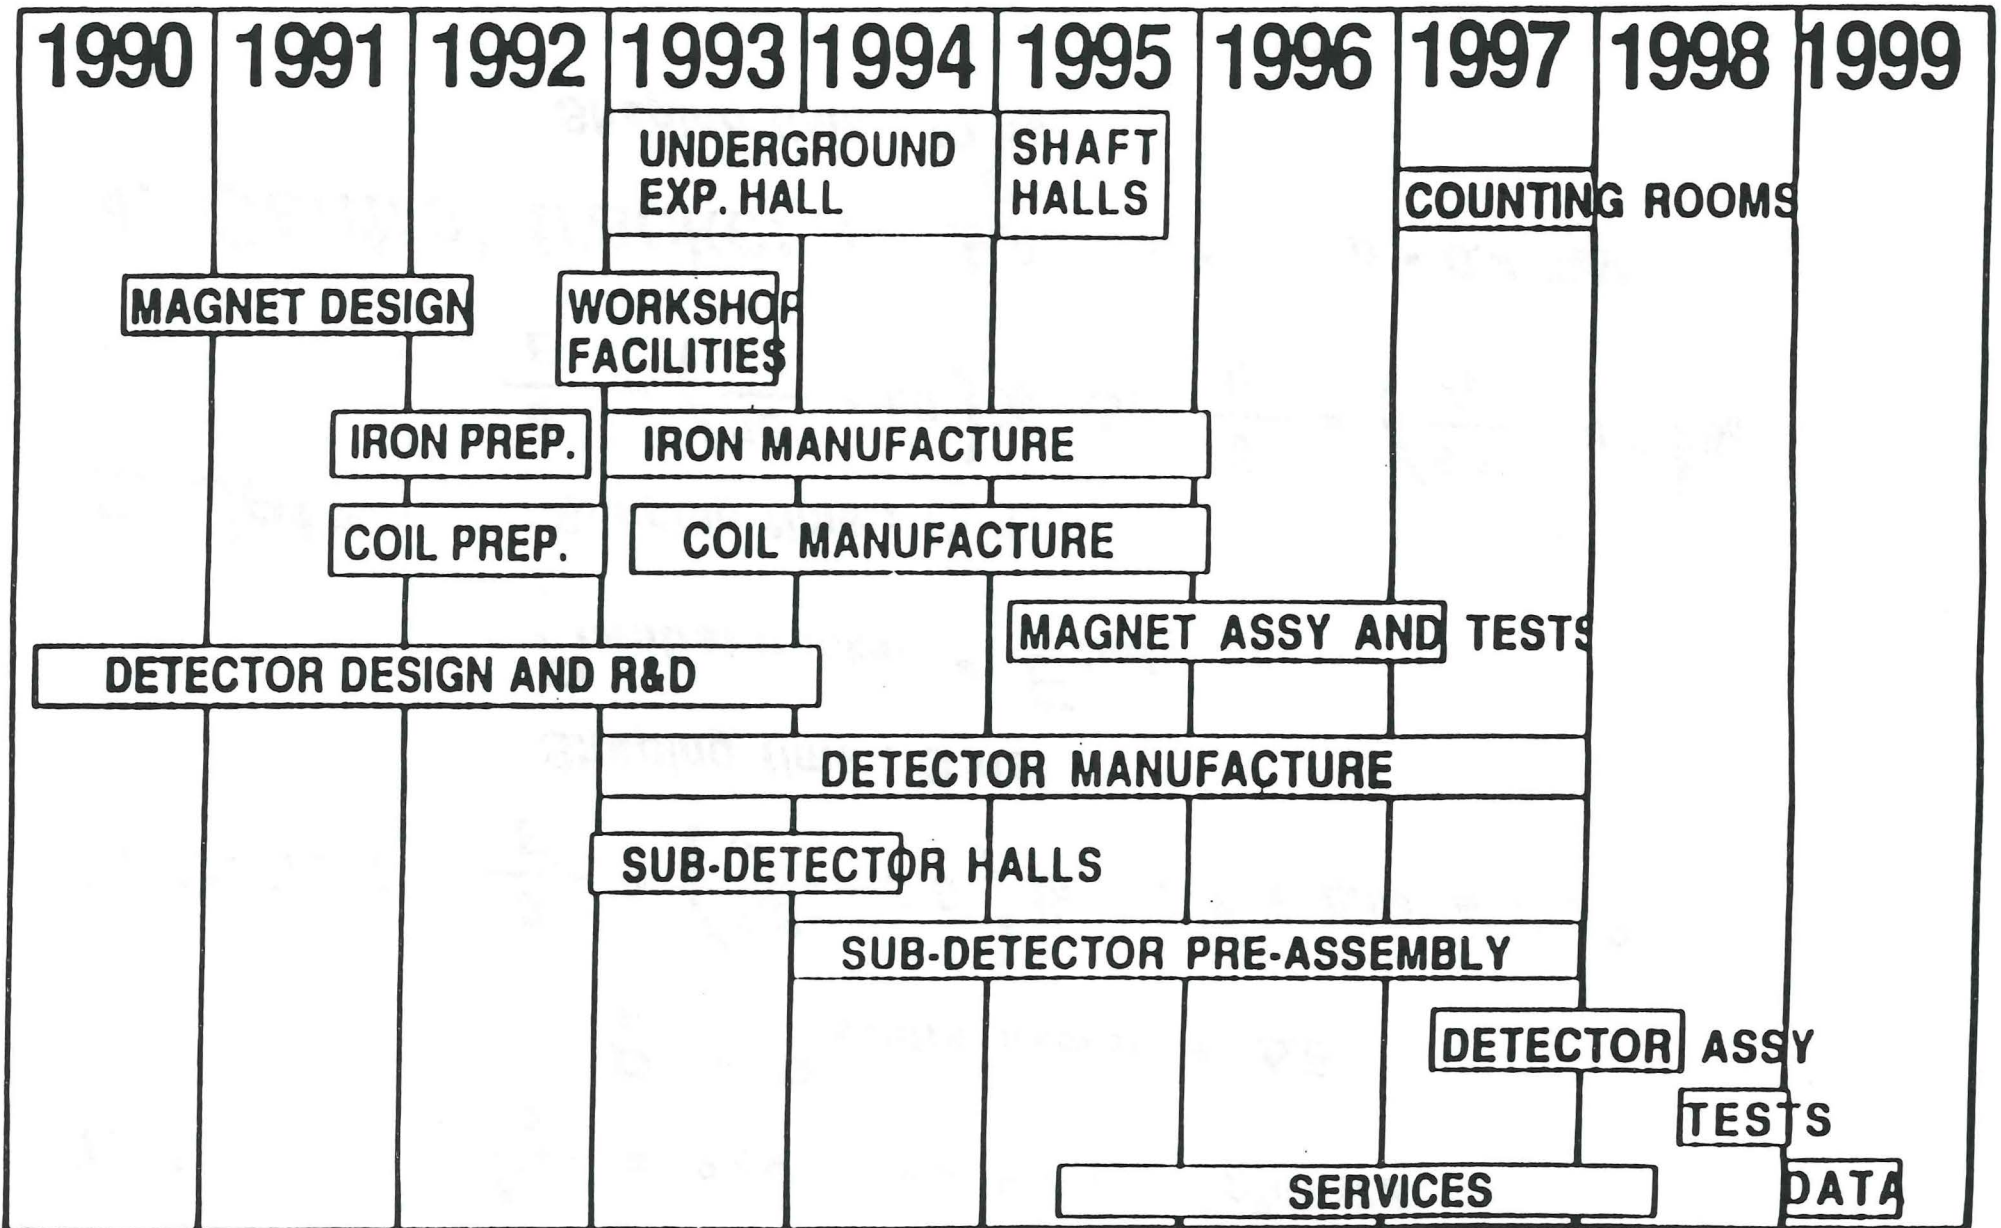 1990 1991 1992 1993 1994 1995 1996 1997 1998 1999
UNDERGROUND
EXP. HALL
SHAFT
HALLS
COUNTING ROOMS
MAGNET DESIGN
WORKSHOP
FACILITIES
IRON PREP.
IRON MANUFACTURE
COIL PREP.
COIL MANUFACTURE
MAGNET ASSY AND TESTS
DETECTOR DESIGN AND R&D
DETECTOR MANUFACTURE
SUB-DETECTOR HALLS
SUB-DETECTOR PRE-ASSEMBLY
DETECTOR ASSY
TESTS
SERVICES
DATA